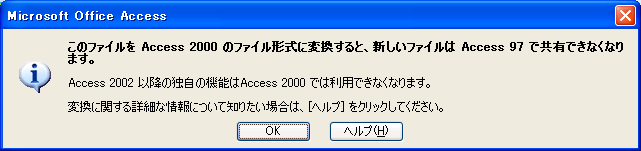 Microsoft Office Access
このファイルを Access 2000 のファイル形式に変換すると、新しいファイルは Access 97 で共有できなくなり
ます。
Access 2002 以降の独自の機能はAccess 2000 では利用できなくなります。
変換に関する詳細な情報について知りたい場合は、[ヘルプ] をクリックしてください。
OK
ヘルプ(H)